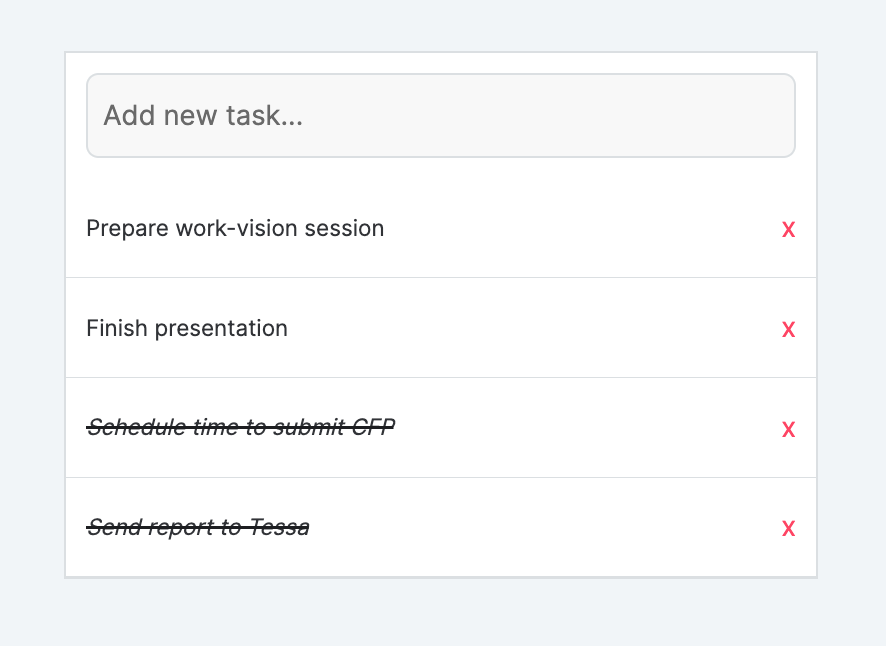 Add new task...
Prepare work-vision session
X
Finish presentation
X
Schedule time to submit CFP
X
Send report to Tessa
X